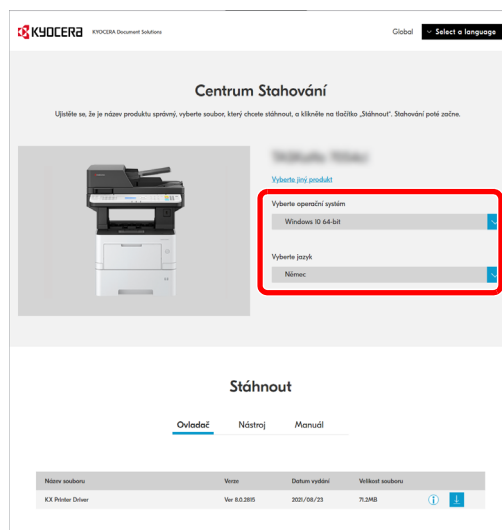 KYOCERA KYOCERA Document Solutions Global Select a language
Centrum Stahování
Ujistěte se, že je název produktu správný, vyberte soubor, který chcete stáhnout, a klikněte na tlačítko „Stáhnout". Stahování poté začne.
Vyberte jiný produkt
Vyberte operační systém
Windows 10 64-bit
Vyberte jazyk
Němec
Stáhnout
Ovladač Nástroj Manuál
Název souboru Verze Datum vydání Velikost souboru
KX Printer Driver Ver 8.0.2815 2021/08/23 71.2MB